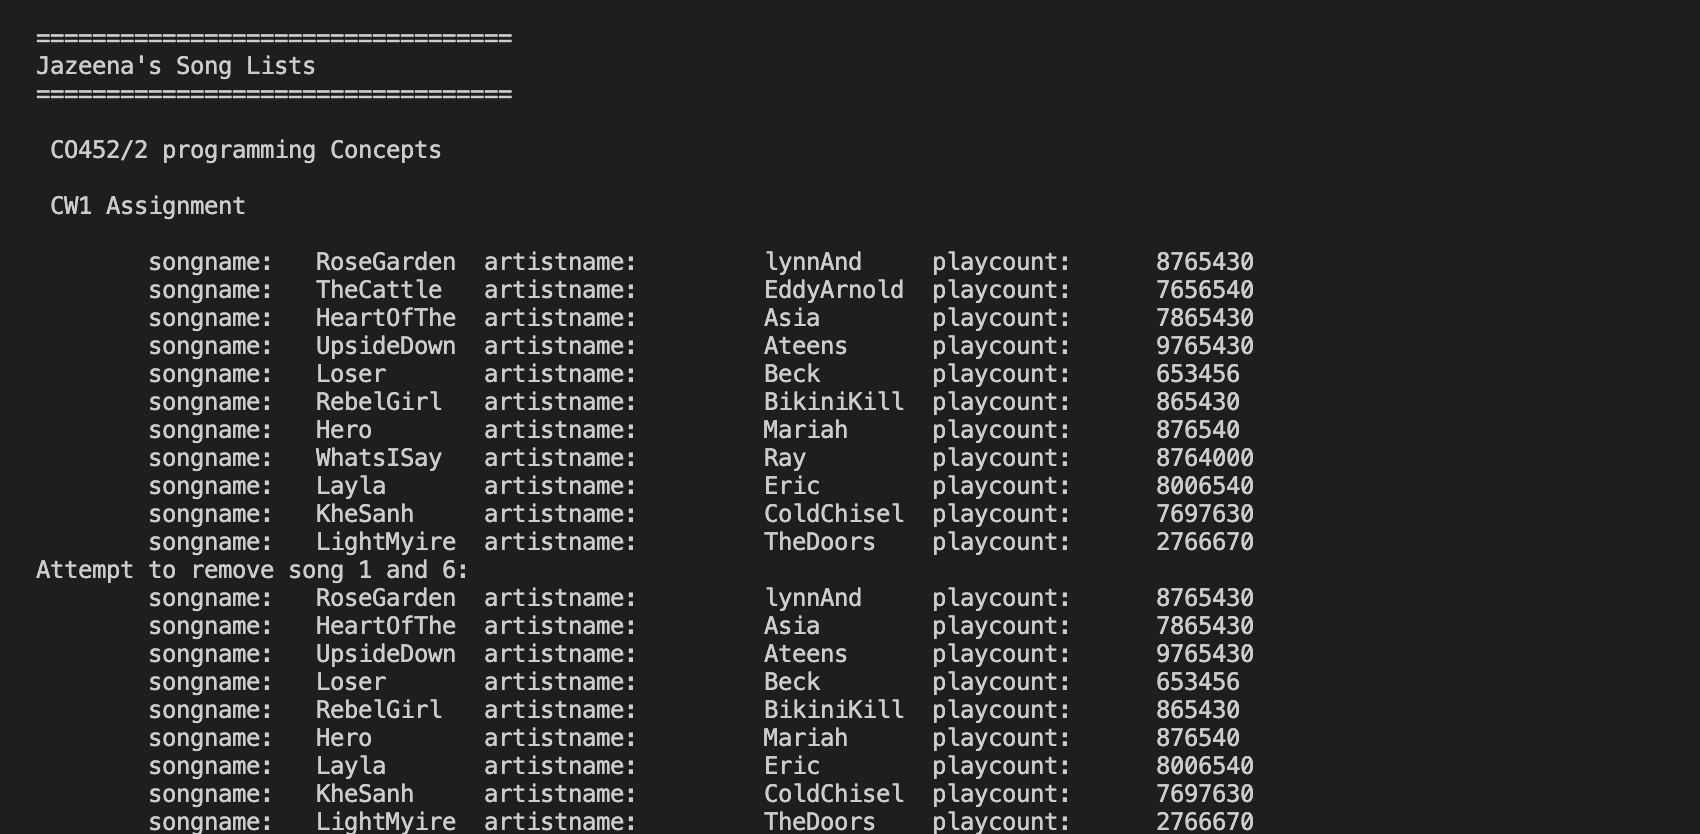 ==================================
Jazeena's Song Lists
==================================
CO452/2 programming Concepts
CW1 Assignment
songname: RoseGarden artistname: lynnAnd playcount: 8765430
songname: TheCattle artistname: EddyArnold playcount: 7656540
songname: HeartOfThe artistname: Asia playcount: 7865430
songname: UpsideDown artistname: Ateens playcount: 9765430
songname: Loser artistname: Beck playcount: 653456
songname: RebelGirl artistname: BikiniKill playcount: 865430
songname: Hero artistname: Mariah playcount: 876540
songname: WhatsISay artistname: Ray playcount: 8764000
songname: Layla artistname: Eric playcount: 8006540
songname: KheSanh artistname: ColdChisel playcount: 7697630
songname: LightMyire artistname: TheDoors playcount: 2766670
Attempt to remove song 1 and 6:
songname: RoseGarden artistname: lynnAnd playcount: 8765430
songname: HeartOfThe artistname: Asia playcount: 7865430
songname: UpsideDown artistname: Ateens playcount: 9765430
songname: Loser artistname: Beck playcount: 653456
songname: RebelGirl artistname: BikiniKill playcount: 865430
songname: Hero artistname: Mariah playcount: 876540
songname: Layla artistname: Eric playcount: 8006540
songname: KheSanh artistname: ColdChisel playcount: 7697630
songname: LightMyire artistname: TheDoors playcount: 2766670